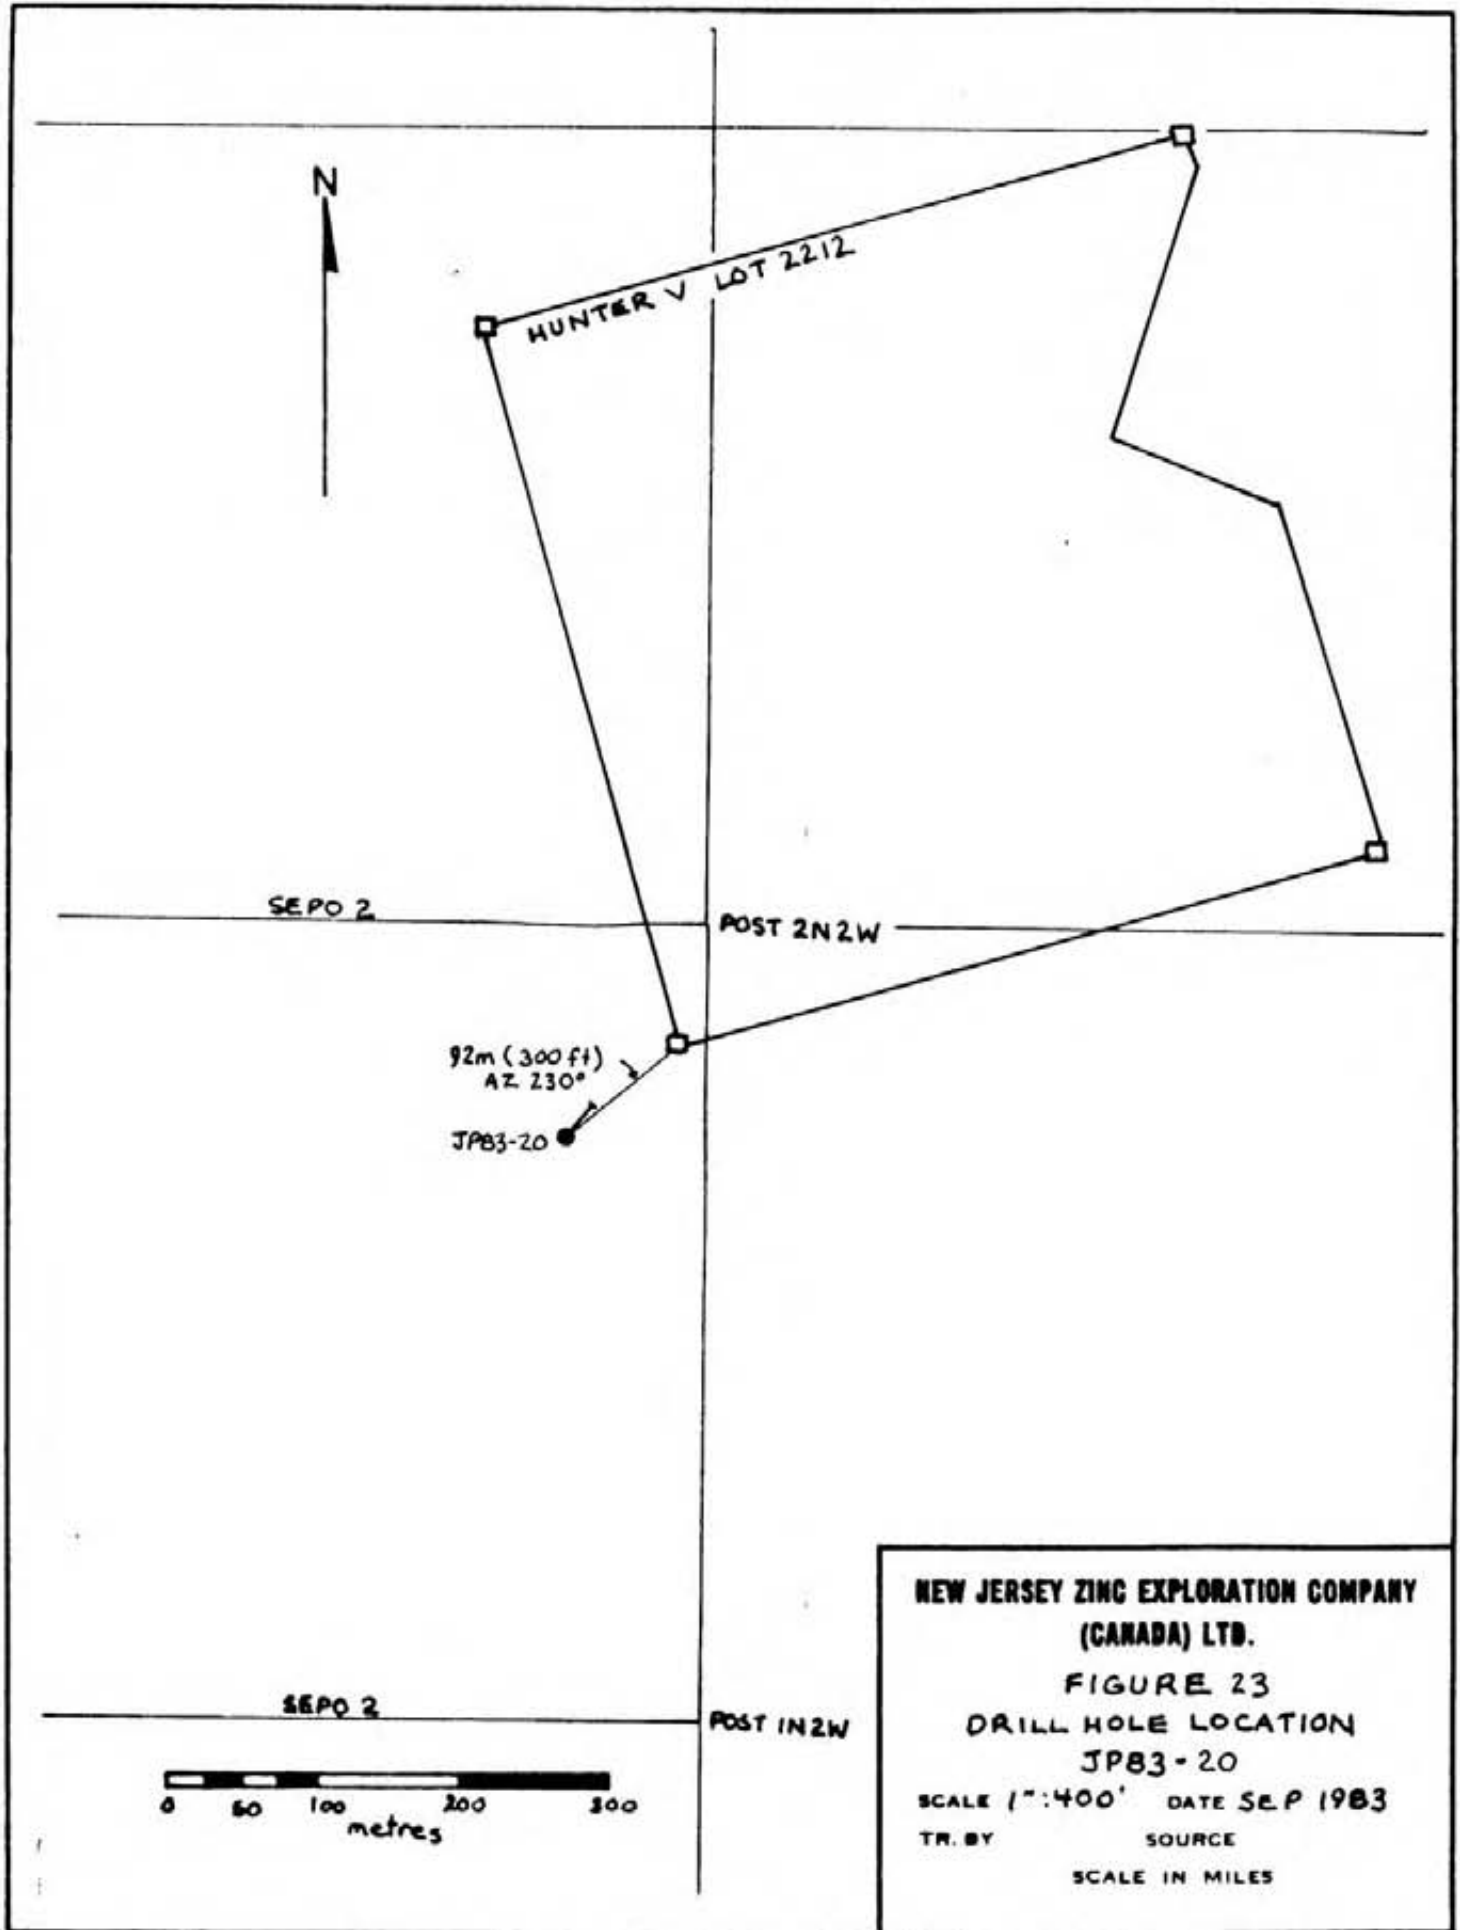 N
HUNTER V LOT 2212
SEPO 2
POST 2N2W
92m (300 ft)
AZ 230°
JP83-20
SEPO 2
POST 1N2W
0 50 100 200 300
metres
NEW JERSEY ZINC EXPLORATION COMPANY
(CANADA) LTD.
FIGURE 23
DRILL HOLE LOCATION
JP83-20
SCALE 1":400' DATE SEP 1983
TR. BY SOURCE
SCALE IN MILES